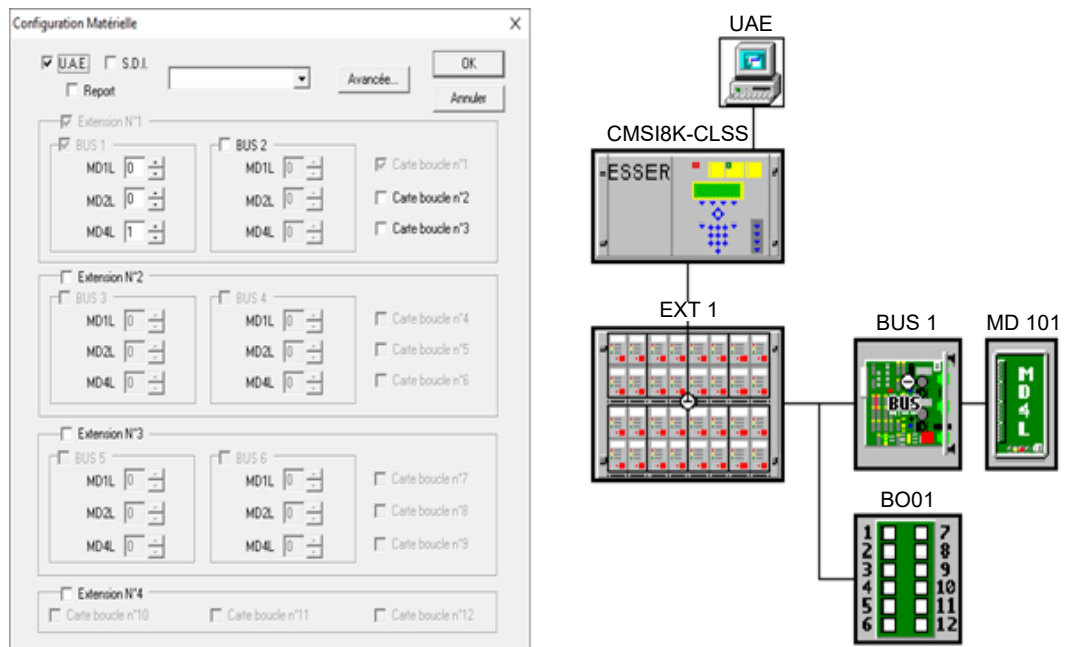 Configuration Matérielle X
U.A.E. S.D.I.
Report
Avancée...
OK
Annuler
Extension N°1
BUS 1 BUS 2
MD1L 0 MD1L 0 Carte boucle n°1
MD2L 0 MD2L 0 Carte boucle n°2
MD4L 1 MD4L 0 Carte boucle n°3
Extension N°2
BUS 3 BUS 4
MD1L 0 MD1L 0 Carte boucle n°4
MD2L 0 MD2L 0 Carte boucle n°5
MD4L 0 MD4L 0 Carte boucle n°6
Extension N°3
BUS 5 BUS 6
MD1L 0 MD1L 0 Carte boucle n°7
MD2L 0 MD2L 0 Carte boucle n°8
MD4L 0 MD4L 0 Carte boucle n°9
Extension N°4
Carte boucle n°10 Carte boucle n°11 Carte boucle n°12
UAE
CMSI8K-CLSS
ESSER
EXT 1
BUS 1
BUS
MD 101
MD4L
BO01
1 7
2 8
3 9
4 10
5 11
6 12